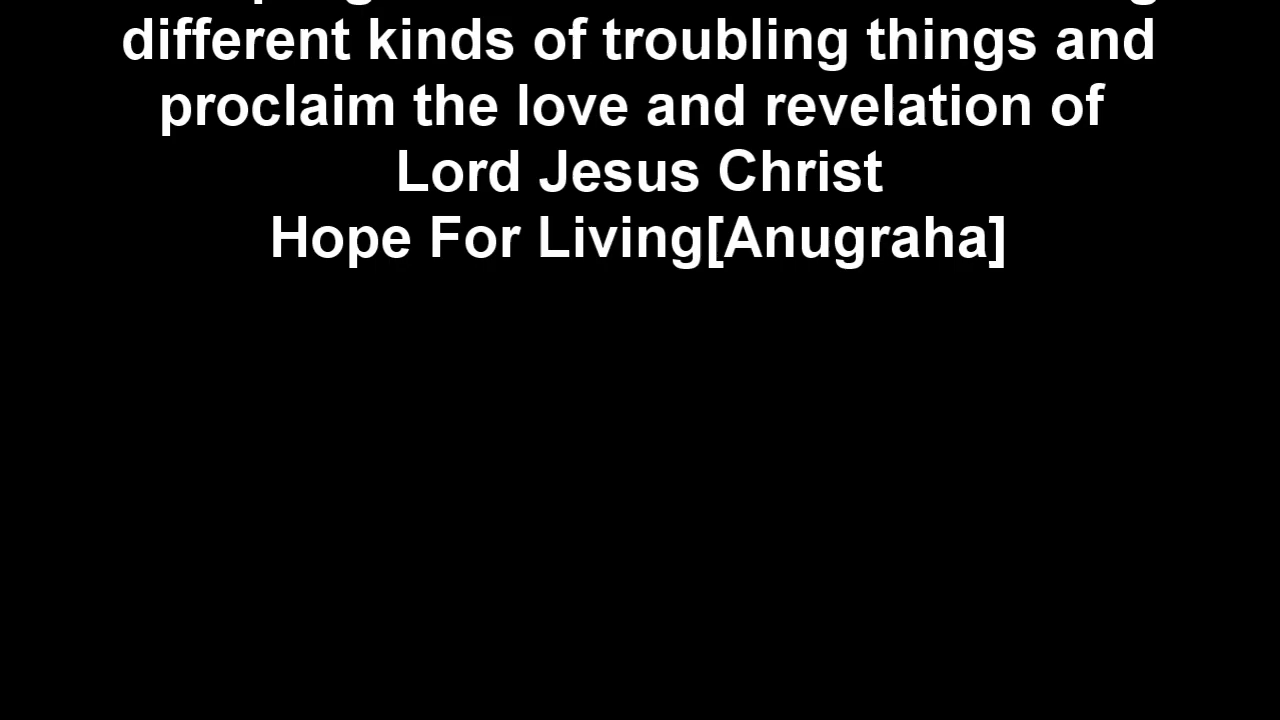 different kinds of troubling things and
proclaim the love and revelation of
Lord Jesus Christ
Hope For Living[Anugraha]